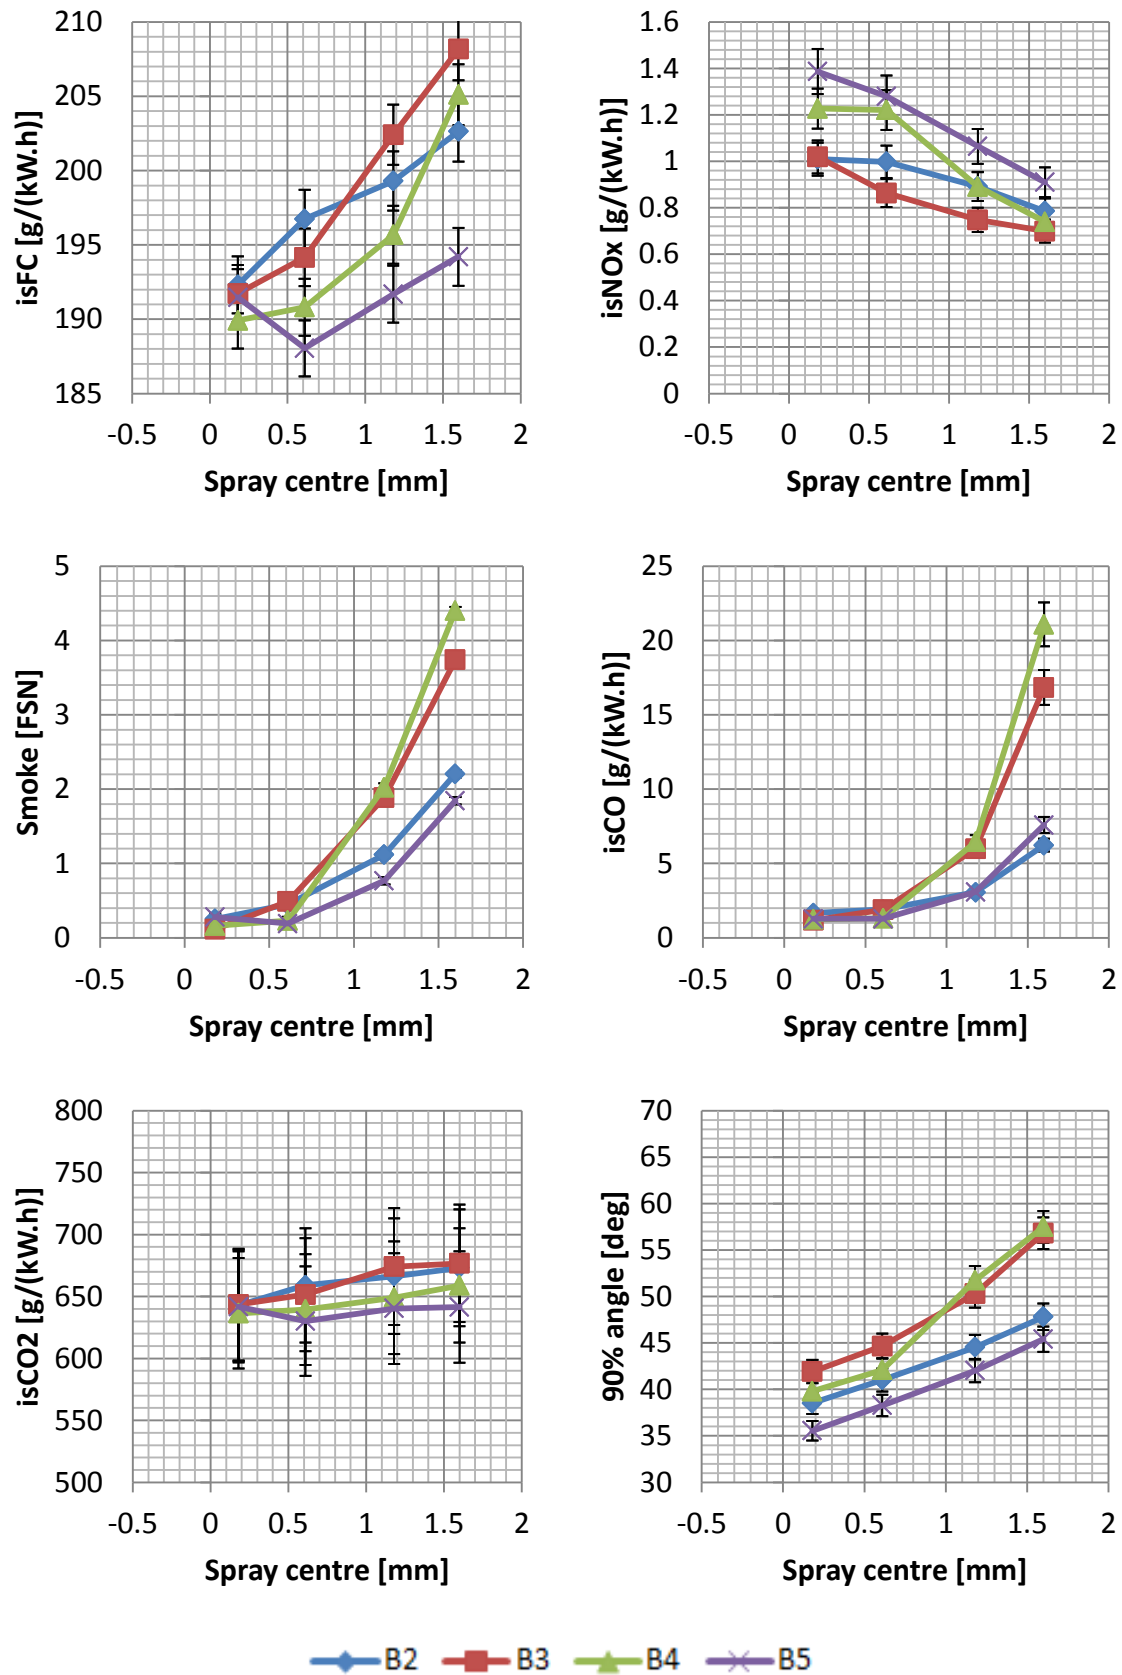 isFC [g/(kW.h)]
210
205
200
195
190
185
-0.5 0 0.5 1 1.5 2
Spray centre [mm]
isNOx [g/(kW.h)]
1.6
1.4
1.2
1
0.8
0.6
0.4
0.2
0
-0.5 0 0.5 1 1.5 2
Spray centre [mm]
Smoke [FSN]
5
4
3
2
1
0
-0.5 0 0.5 1 1.5 2
Spray centre [mm]
isCO [g/(kW.h)]
25
20
15
10
5
0
-0.5 0 0.5 1 1.5 2
Spray centre [mm]
isCO2 [g/(kW.h)]
800
750
700
650
600
550
500
-0.5 0 0.5 1 1.5 2
Spray centre [mm]
90% angle [deg]
70
65
60
55
50
45
40
35
30
-0.5 0 0.5 1 1.5 2
Spray centre [mm]
B2 B3 B4 B5